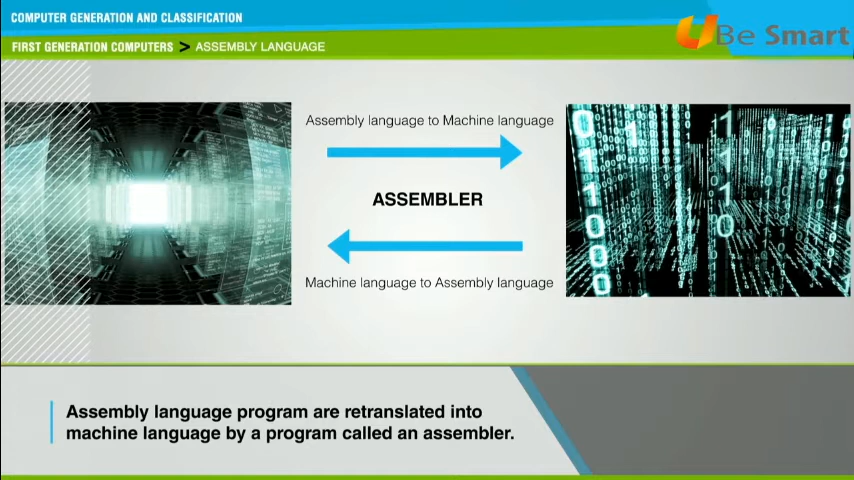 COMPUTER GENERATION AND CLASSIFICATION
FIRST GENERATION COMPUTERS > ASSEMBLY LANGUAGE
UBe Smart
Assembly language to Machine language
ASSEMBLER
Machine language to Assembly language
Assembly language program are retranslated into
machine language by a program called an assembler.